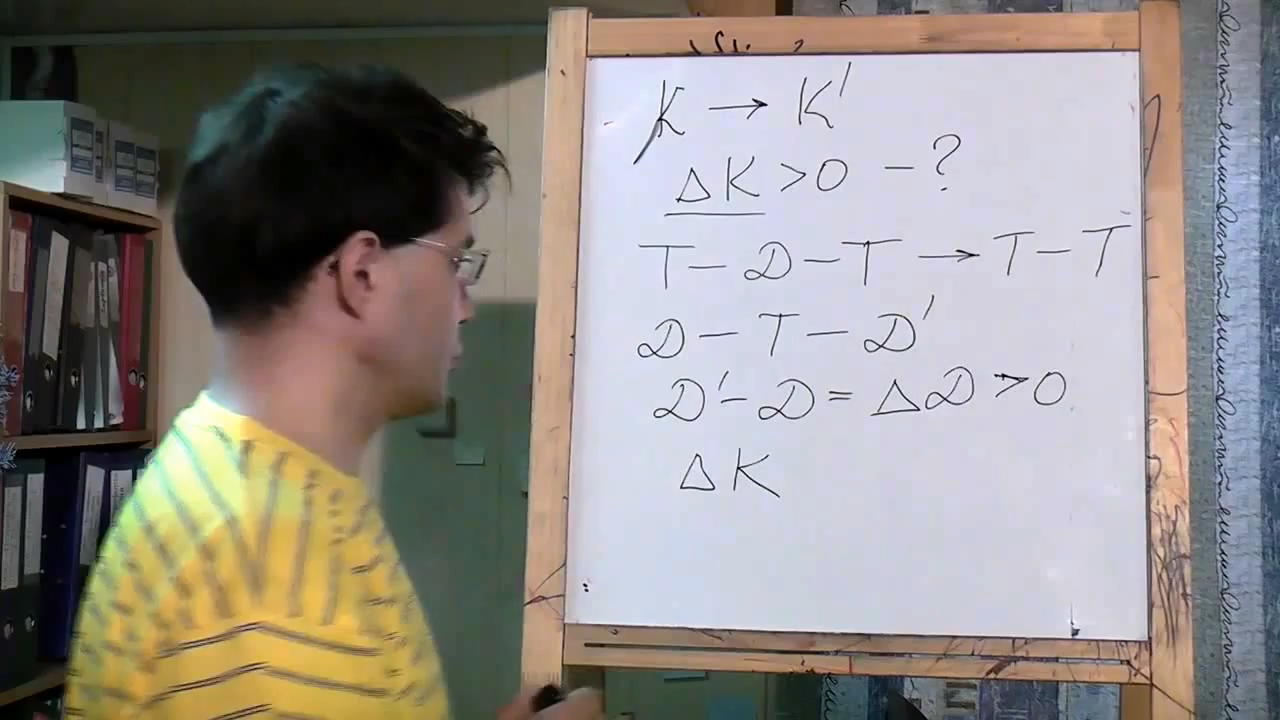 K → K'
ΔK > 0 – ?
Т – Д – Т → Т – Т
Д – Т – Д'
Д' – Д = ΔД > 0
ΔK